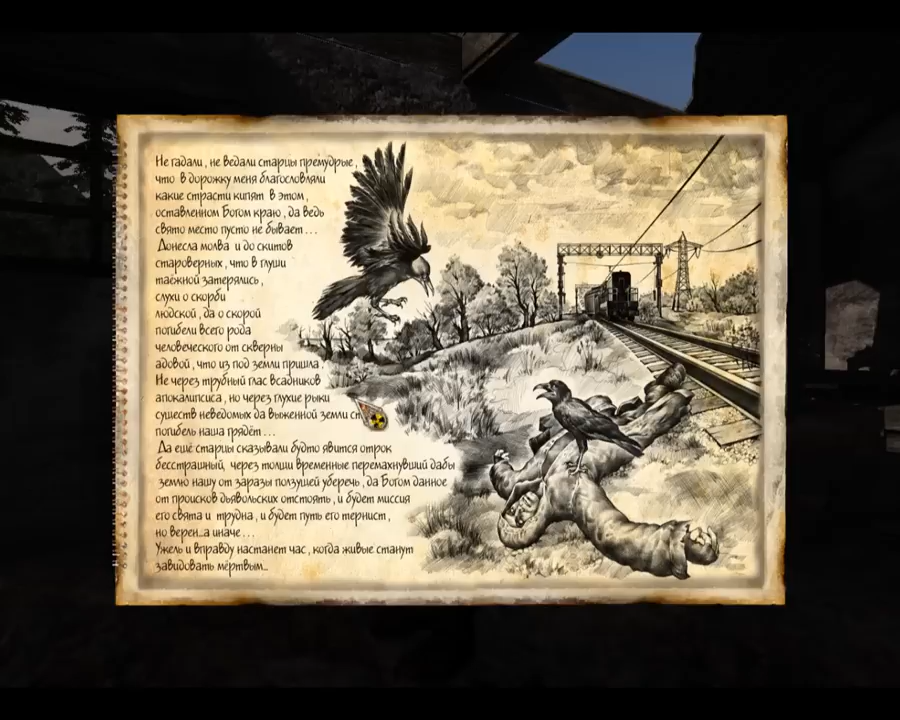 Не гадали, не ведали старцы премудрые,
что в дорожку меня благословляли
какие страсти кипят в этом,
оставленном Богом краю, да ведь
свято место пусто не бывает...
Донесла молва и до скитов
староверных, что в глуши
таёжной затерялись,
слухи о скорби
людской, да о скорой
погибели всего рода
человеческого от скверны
адовой, что из под земли пришла.
Не через трубный глас всадников
апокалипсиса, но через глухие рыки
существ неведомых да выженной земли
погибель наша грядёт...
Да ещё старцы сказывали будто явится отрок
бесстрашный, через толщи временные перемахнувший дабы
землю нашу от заразы ползущей уберечь, да Богом данное
от происков дьявольских отстоять, и будет миссия
его свята и трудна, и будет путь его тернист,
но верен...а иначе...
Ужель и вправду настанет час, когда живые станут
завидовать мёртвым...